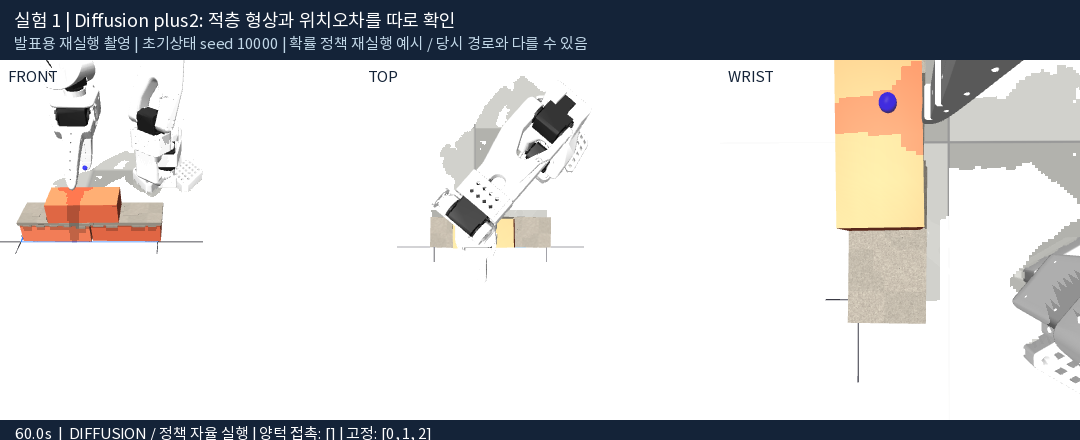 실험 1 | Diffusion plus2: 적층 형상과 위치오차를 따로 확인
발표용 재실행 촬영 | 초기상태 seed 10000 | 확률 정책 재실행 예시 / 당시 경로와 다를 수 있음
FRONT
TOP
WRIST
60.0s | DIFFUSION / 정책 자율 실행 | 양턱 접촉: [] | 고정: [0, 1, 2]